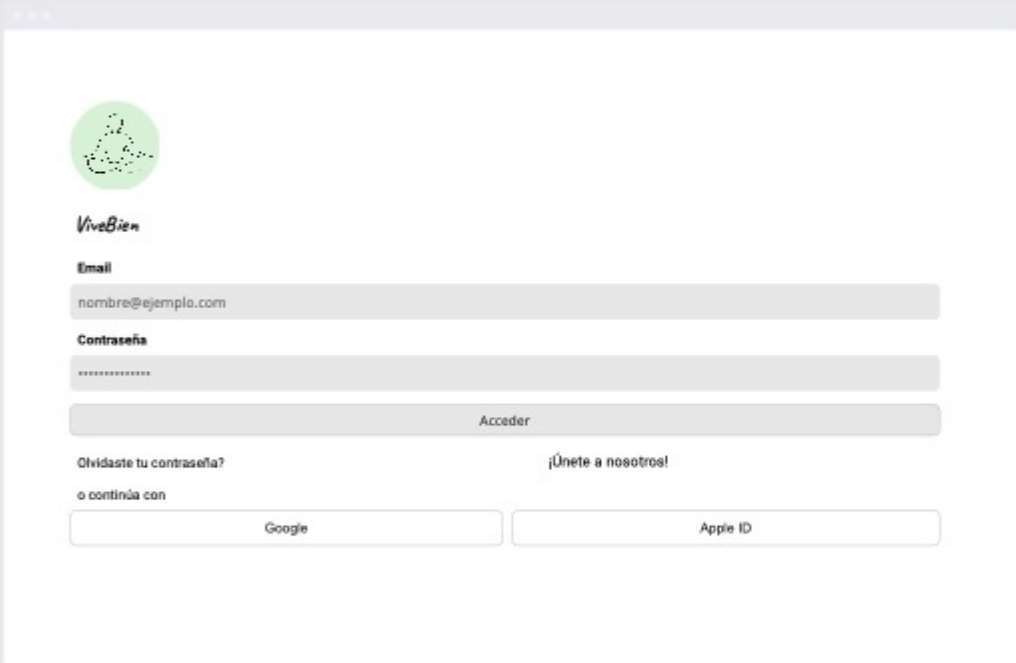 ViveBien
Email
nombre@ejemplo.com
Contraseña
**************
Acceder
Olvidaste tu contraseña?
¡Únete a nosotros!
o continúa con
Google
Apple ID